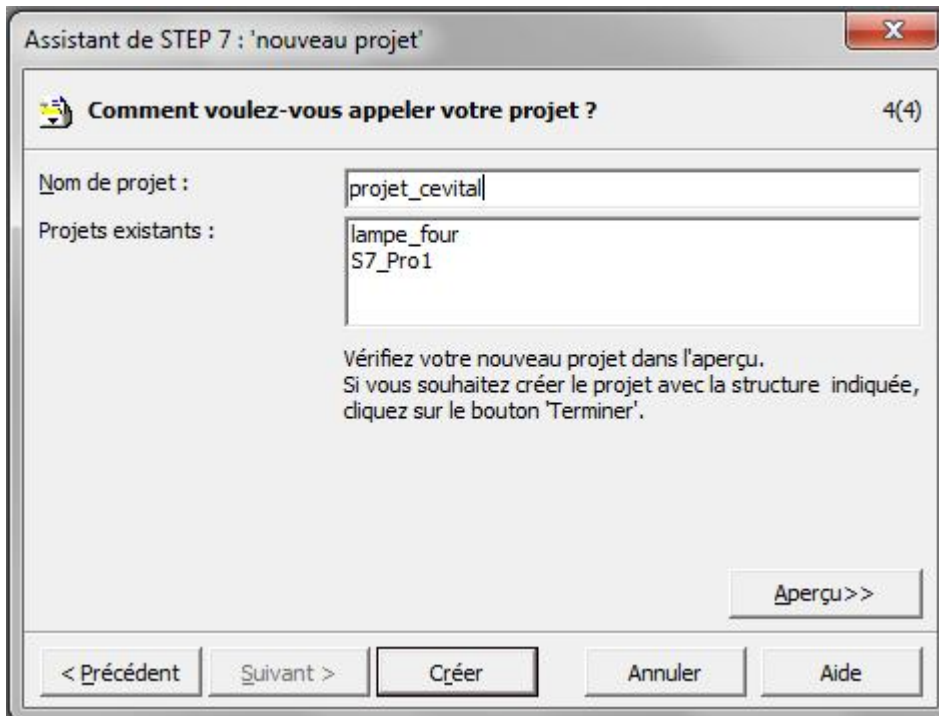 Assistant de STEP 7 : 'nouveau projet'
Comment voulez-vous appeler votre projet ? 4(4)
Nom de projet : projet_cevital
Projets existants : lampe_four
S7_Pro1
Vérifiez votre nouveau projet dans l'aperçu.
Si vous souhaitez créer le projet avec la structure indiquée,
cliquez sur le bouton 'Terminer'.
Aperçu>>
< Précédent Suivant > Créer Annuler Aide